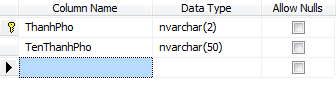 Column Name Data Type Allow Nulls
ThanhPho nvarchar(2)
TenThanhPho nvarchar(50)